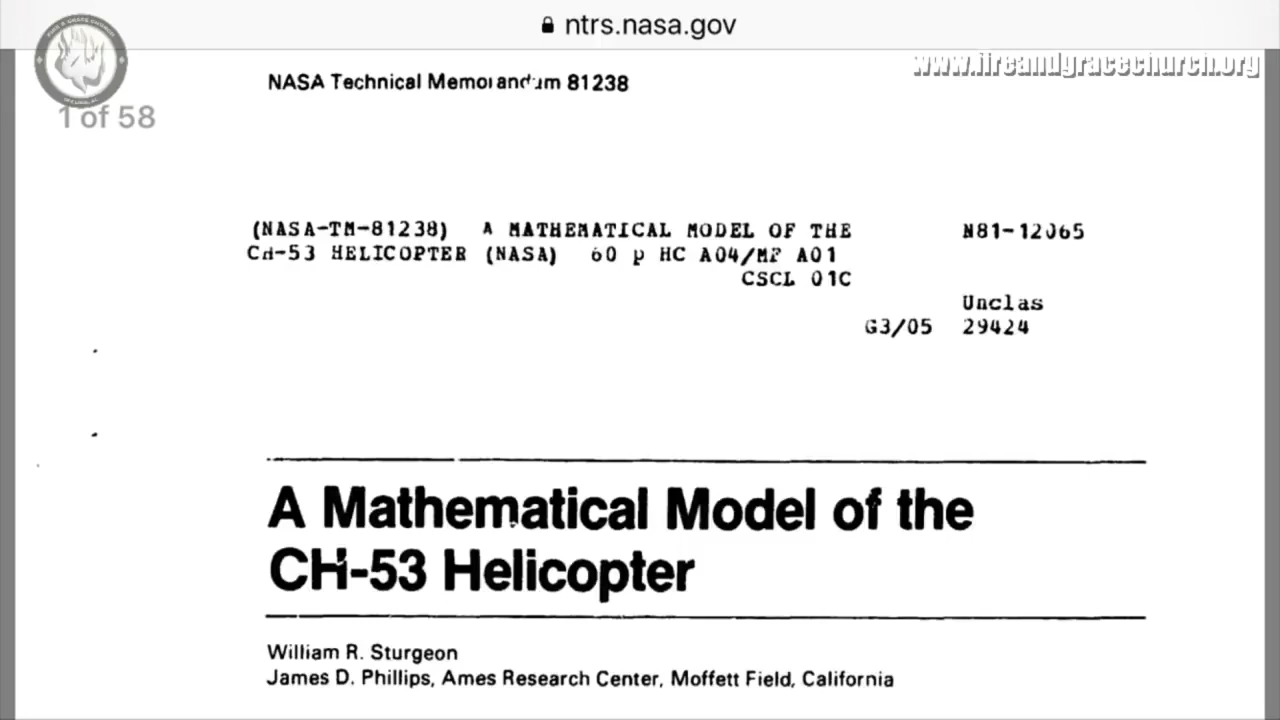 ntrs.nasa.gov
www.fireandgracechurch.org
NASA Technical Memorandum 81238
1 of 58
(NASA-TM-81238) A MATHEMATICAL MODEL OF THE N81-12065
CH-53 HELICOPTER (NASA) 60 p HC A04/MF A01
CSCL 01C
Unclas
G3/05 29424
A Mathematical Model of the
CH-53 Helicopter
William R. Sturgeon
James D. Phillips, Ames Research Center, Moffett Field, California